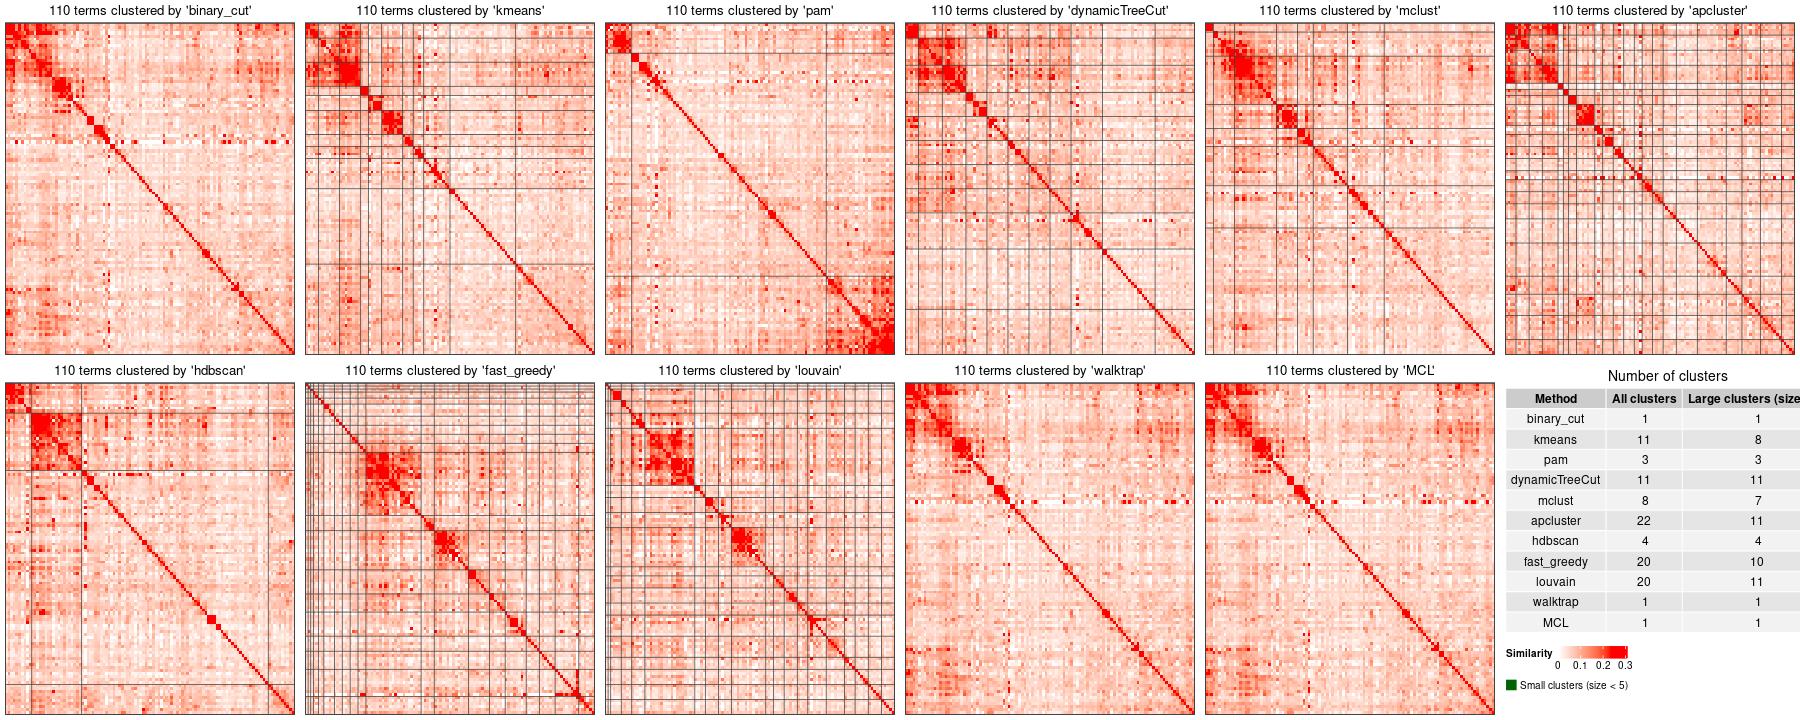 110 terms clustered by 'binary_cut'
110 terms clustered by 'kmeans'
110 terms clustered by 'pam'
110 terms clustered by 'dynamicTreeCut'
110 terms clustered by 'mclust'
110 terms clustered by 'apcluster'
110 terms clustered by 'hdbscan'
110 terms clustered by 'fast_greedy'
110 terms clustered by 'louvain'
110 terms clustered by 'walktrap'
110 terms clustered by 'MCL'
Number of clusters
Method All clusters Large clusters (size
binary_cut 1 1
kmeans 11 8
pam 3 3
dynamicTreeCut 11 11
mclust 8 7
apcluster 22 11
hdbscan 4 4
fast_greedy 20 10
louvain 20 11
walktrap 1 1
MCL 1 1
Similarity
0 0.1 0.2 0.3
Small clusters (size < 5)